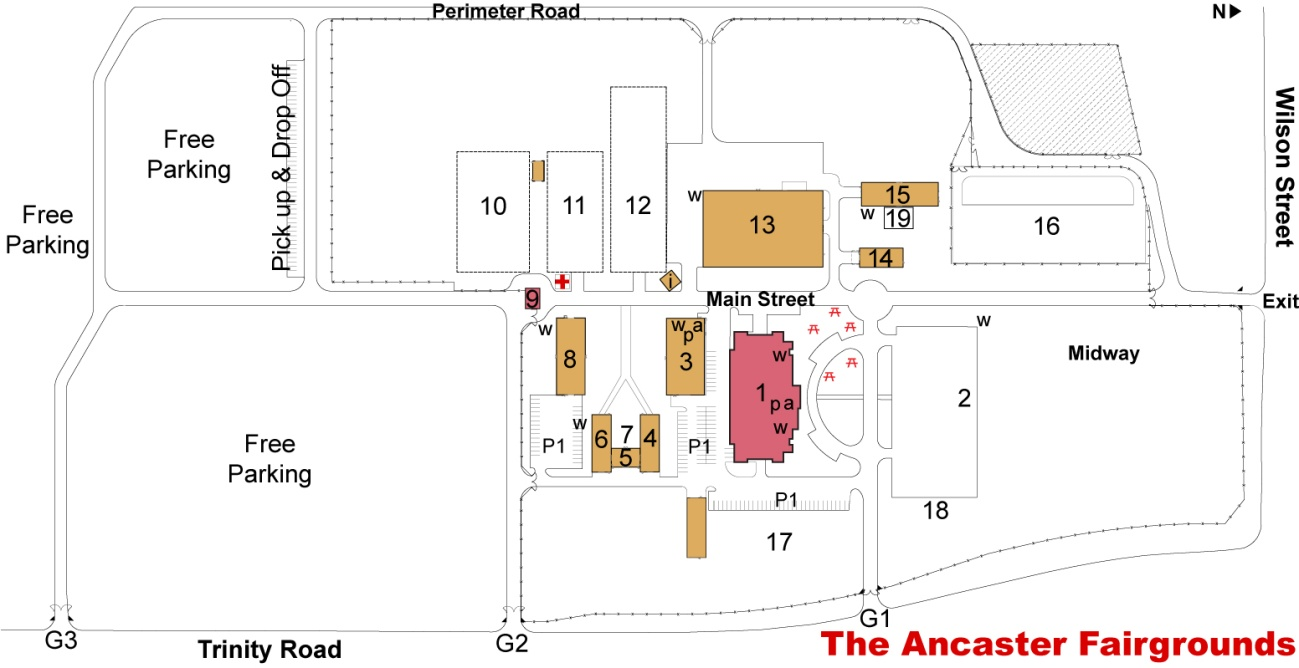 Perimeter Road
N
Pick up & Drop Off
Free
Parking
Wilson Street
Free
Parking
10
11
12
w
13
15
w
19
14
16
i
9
Main Street
Exit
w
8
w p a
3
w
1
p a
w
w
2
Midway
Free
Parking
P1
w
6
7
5
4
P1
P1
18
17
G3
G2
G1
Trinity Road
The Ancaster Fairgrounds